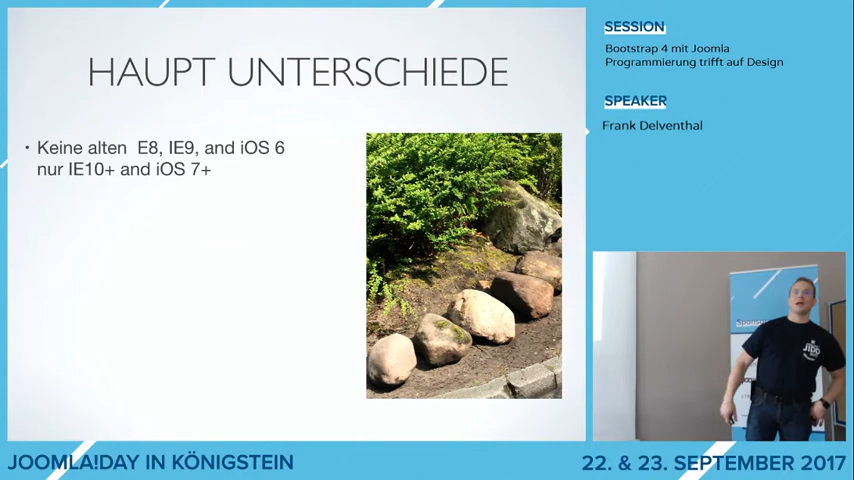 HAUPT UNTERSCHIEDE
• Keine alten E8, IE9, and iOS 6
nur IE10+ and iOS 7+
SESSION
Bootstrap 4 mit Joomla
Programmierung trifft auf Design
SPEAKER
Frank Delventhal
JOOMLA!DAY IN KÖNIGSTEIN
22. & 23. SEPTEMBER 2017